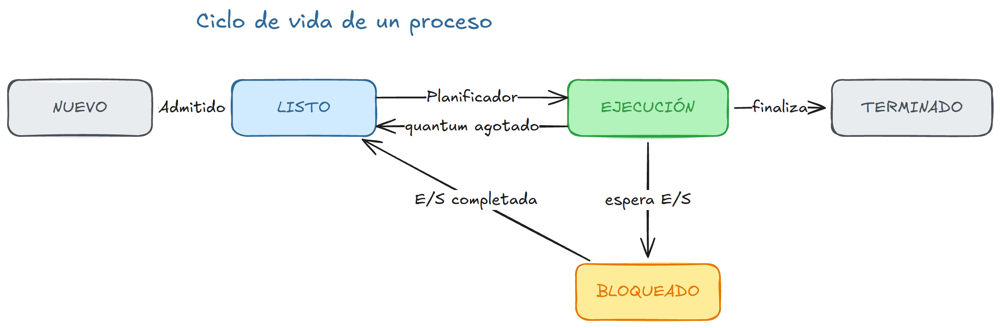 Ciclo de vida de un proceso
NUEVO
Admitido
LISTO
Planificador
quantum agotado
EJECUCIÓN
finaliza
TERMINADO
E/S completada
espera E/S
BLOQUEADO